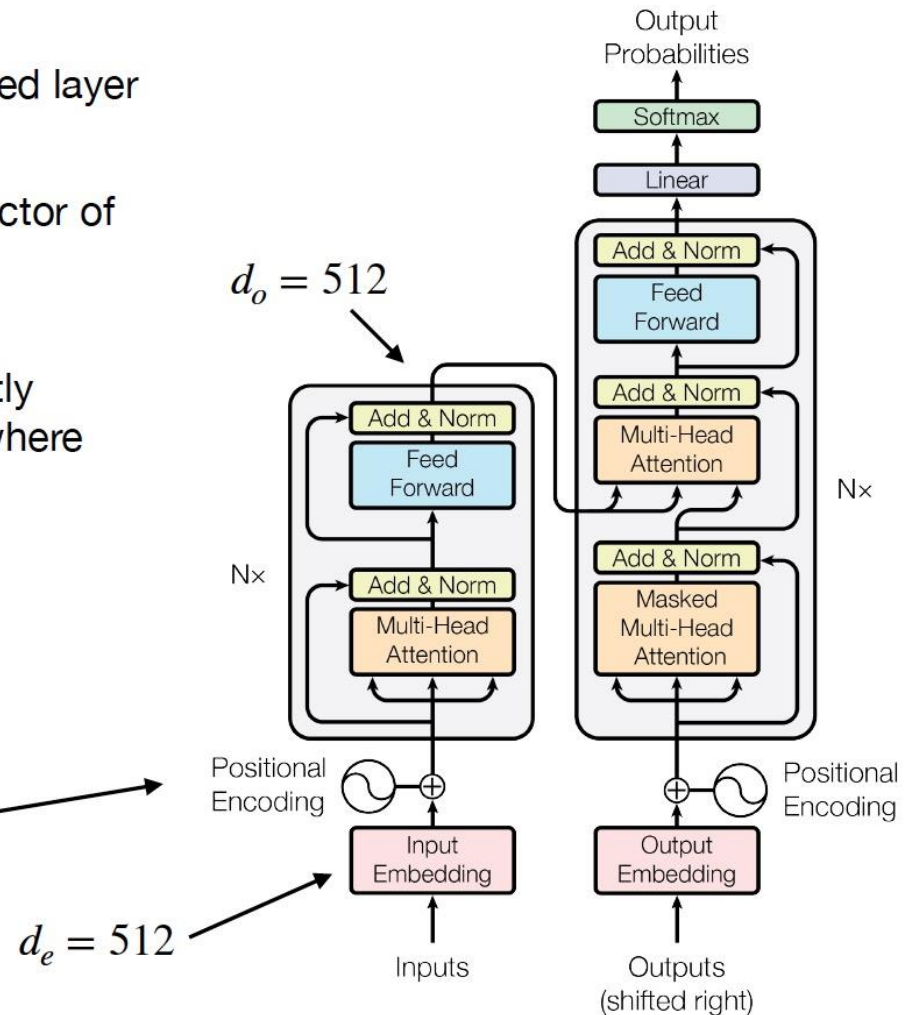 ed layer
ctor of
tly
where
d_o = 512
d_e = 512
Output
Probabilities
Softmax
Linear
Add & Norm
Feed
Forward
Add & Norm
Multi-Head
Attention
Add & Norm
Masked
Multi-Head
Attention
N×
Add & Norm
Feed
Forward
Add & Norm
Multi-Head
Attention
N×
Positional
Encoding
Positional
Encoding
Input
Embedding
Output
Embedding
Inputs
Outputs
(shifted right)